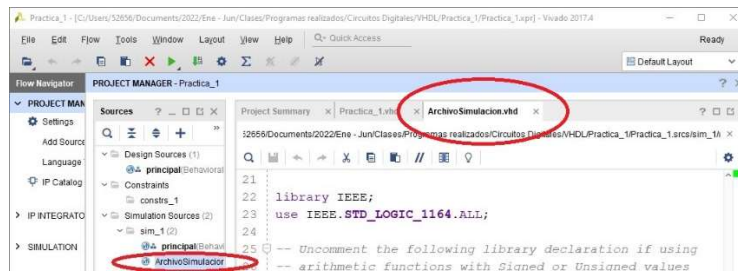 Practica_1 - [C:/Users/52656/Documents/2022/Ene - Jun/Clases/Programas realizados/Circuitos Digitales/VHDL/Practica_1/Practica_1.xpr] - Vivado 2017.4
File Edit Flow Tools Window Layout View Help Q- Quick Access Ready
Default Layout
Flow Navigator PROJECT MANAGER - Practica_1 ?
PROJECT MAN
Settings
Add Source
Language
IP Catalog
IP INTEGRATO
SIMULATION
Sources ? _ □ X
Design Sources (1)
principal(Behavioral
Constraints
constrs_1
Simulation Sources (2)
sim_1 (2)
principal(Behavi
ArchivoSimulacior
Project Summary × Practica_1.vhd × ArchivoSimulacion.vhd × ?
52656/Documents/2022/Ene - Jun/Clases/Programas realizados/Circuitos Digitales/VHDL/Practica_1/Practica_1.srcs/sim_1/ ×
21
22 library IEEE;
23 use IEEE.STD_LOGIC_1164.ALL;
24
25 -- Uncomment the following library declaration if using
-- arithmetic functions with Signed or Unsigned values